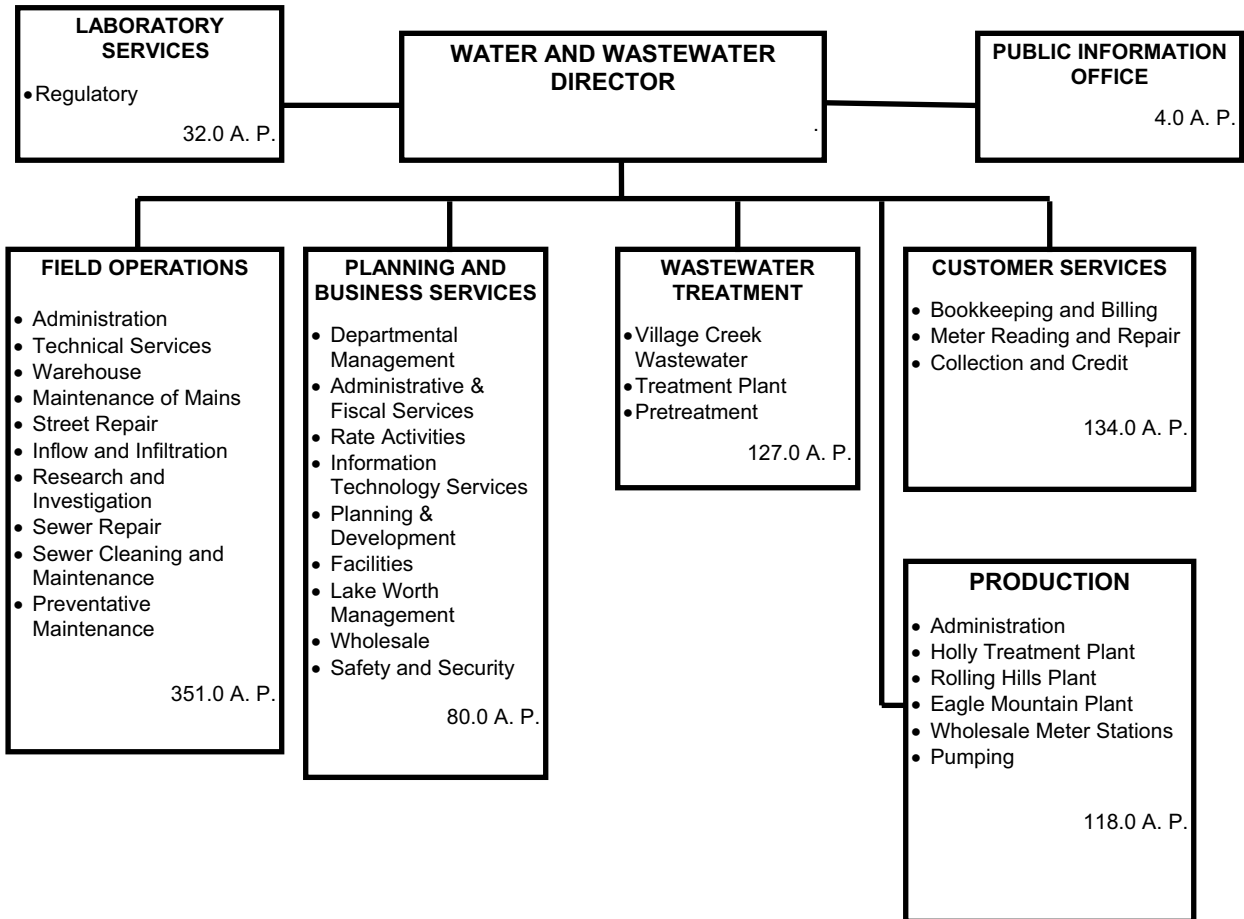 LABORATORY
SERVICES
• Regulatory
32.0 A. P.
WATER AND WASTEWATER
DIRECTOR
.
PUBLIC INFORMATION
OFFICE
4.0 A. P.
FIELD OPERATIONS
• Administration
• Technical Services
• Warehouse
• Maintenance of Mains
• Street Repair
• Inflow and Infiltration
• Research and
Investigation
• Sewer Repair
• Sewer Cleaning and
Maintenance
• Preventative
Maintenance
351.0 A. P.
PLANNING AND
BUSINESS SERVICES
• Departmental
Management
• Administrative &
Fiscal Services
• Rate Activities
• Information
Technology Services
• Planning &
Development
• Facilities
• Lake Worth
Management
• Wholesale
• Safety and Security
80.0 A. P.
WASTEWATER
TREATMENT
• Village Creek
Wastewater
• Treatment Plant
• Pretreatment
127.0 A. P.
CUSTOMER SERVICES
• Bookkeeping and Billing
• Meter Reading and Repair
• Collection and Credit
134.0 A. P.
PRODUCTION
• Administration
• Holly Treatment Plant
• Rolling Hills Plant
• Eagle Mountain Plant
• Wholesale Meter Stations
• Pumping
118.0 A. P.